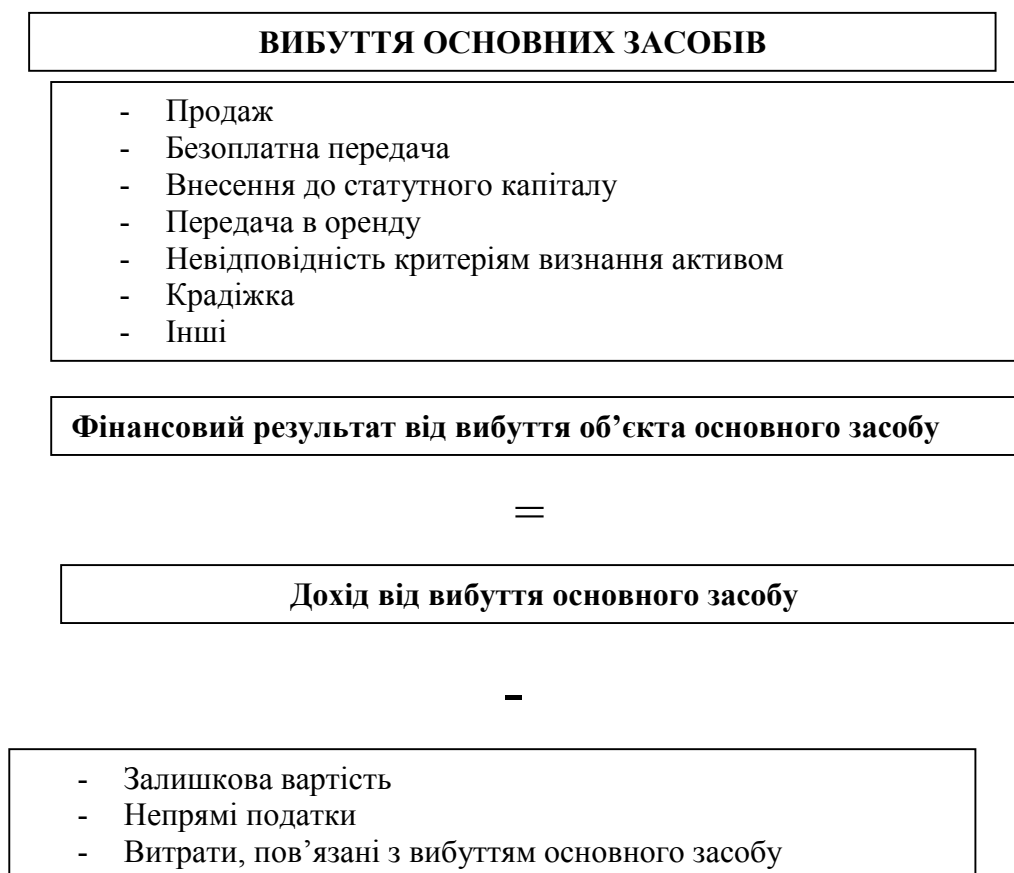 ВИБУТТЯ ОСНОВНИХ ЗАСОБІВ
- Продаж
- Безоплатна передача
- Внесення до статутного капіталу
- Передача в оренду
- Невідповідність критеріям визнання активом
- Крадіжка
- Інші
Фінансовий результат від вибуття об’єкта основного засобу
=
Дохід від вибуття основного засобу
-
- Залишкова вартість
- Непрямі податки
- Витрати, пов’язані з вибуттям основного засобу